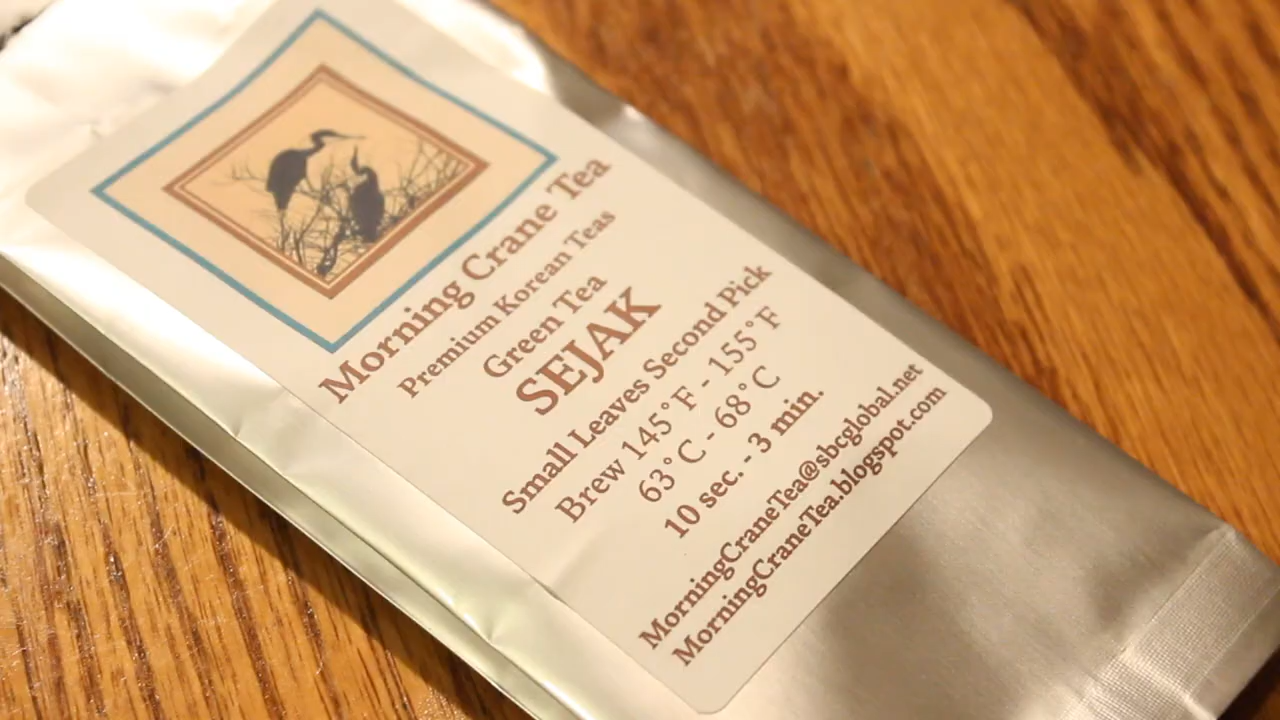 Morning Crane Tea
Premium Korean Teas
Green Tea
SEJAK
Small Leaves Second Pick
Brew 145°F - 155°F
63°C - 68°C
10 sec. - 3 min.
MorningCraneTea@sbcglobal.net
MorningCraneTea.blogspot.com